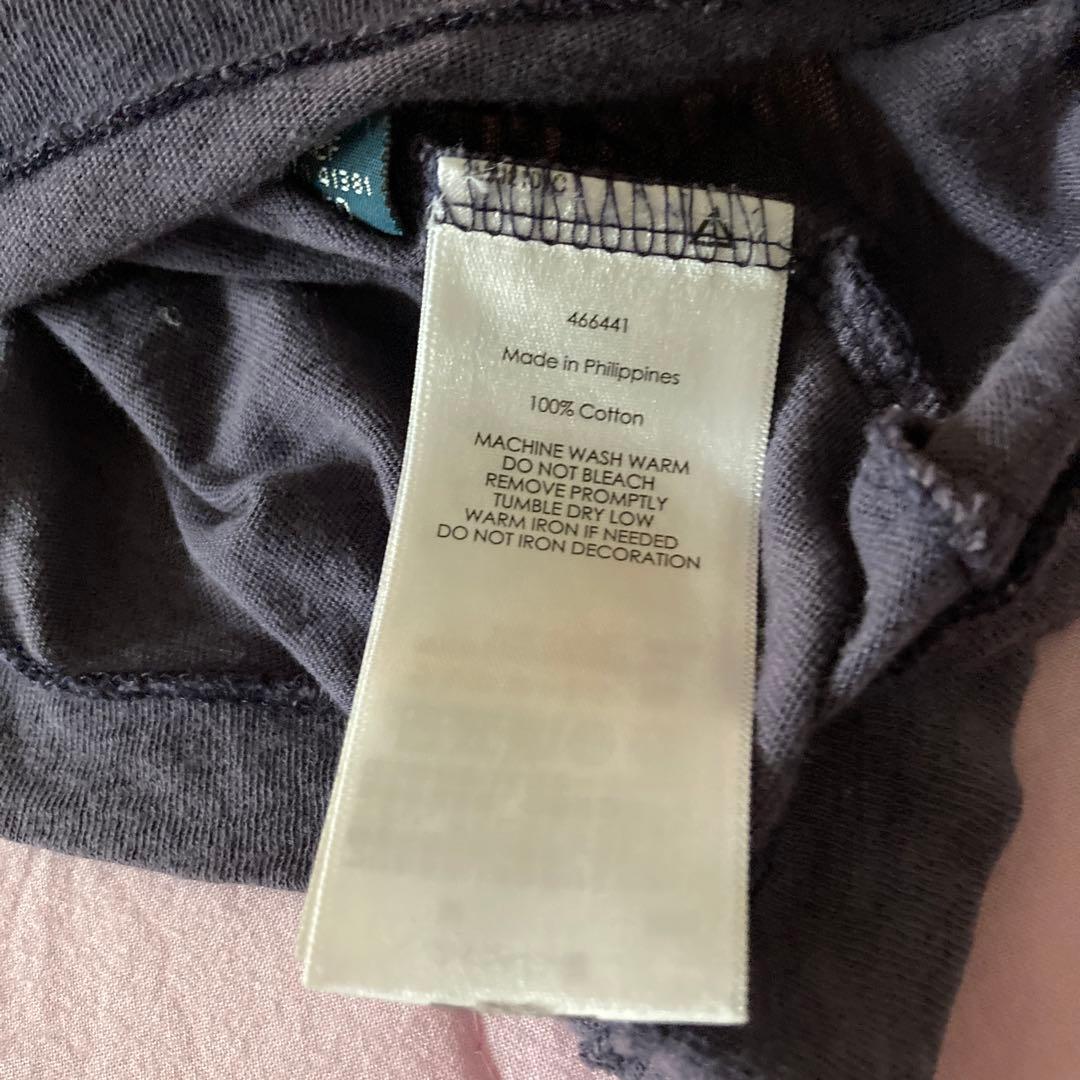 41381
466441
Made in Philippines
100% Cotton
MACHINE WASH WARM
DO NOT BLEACH
REMOVE PROMPTLY
TUMBLE DRY LOW
WARM IRON IF NEEDED
DO NOT IRON DECORATION